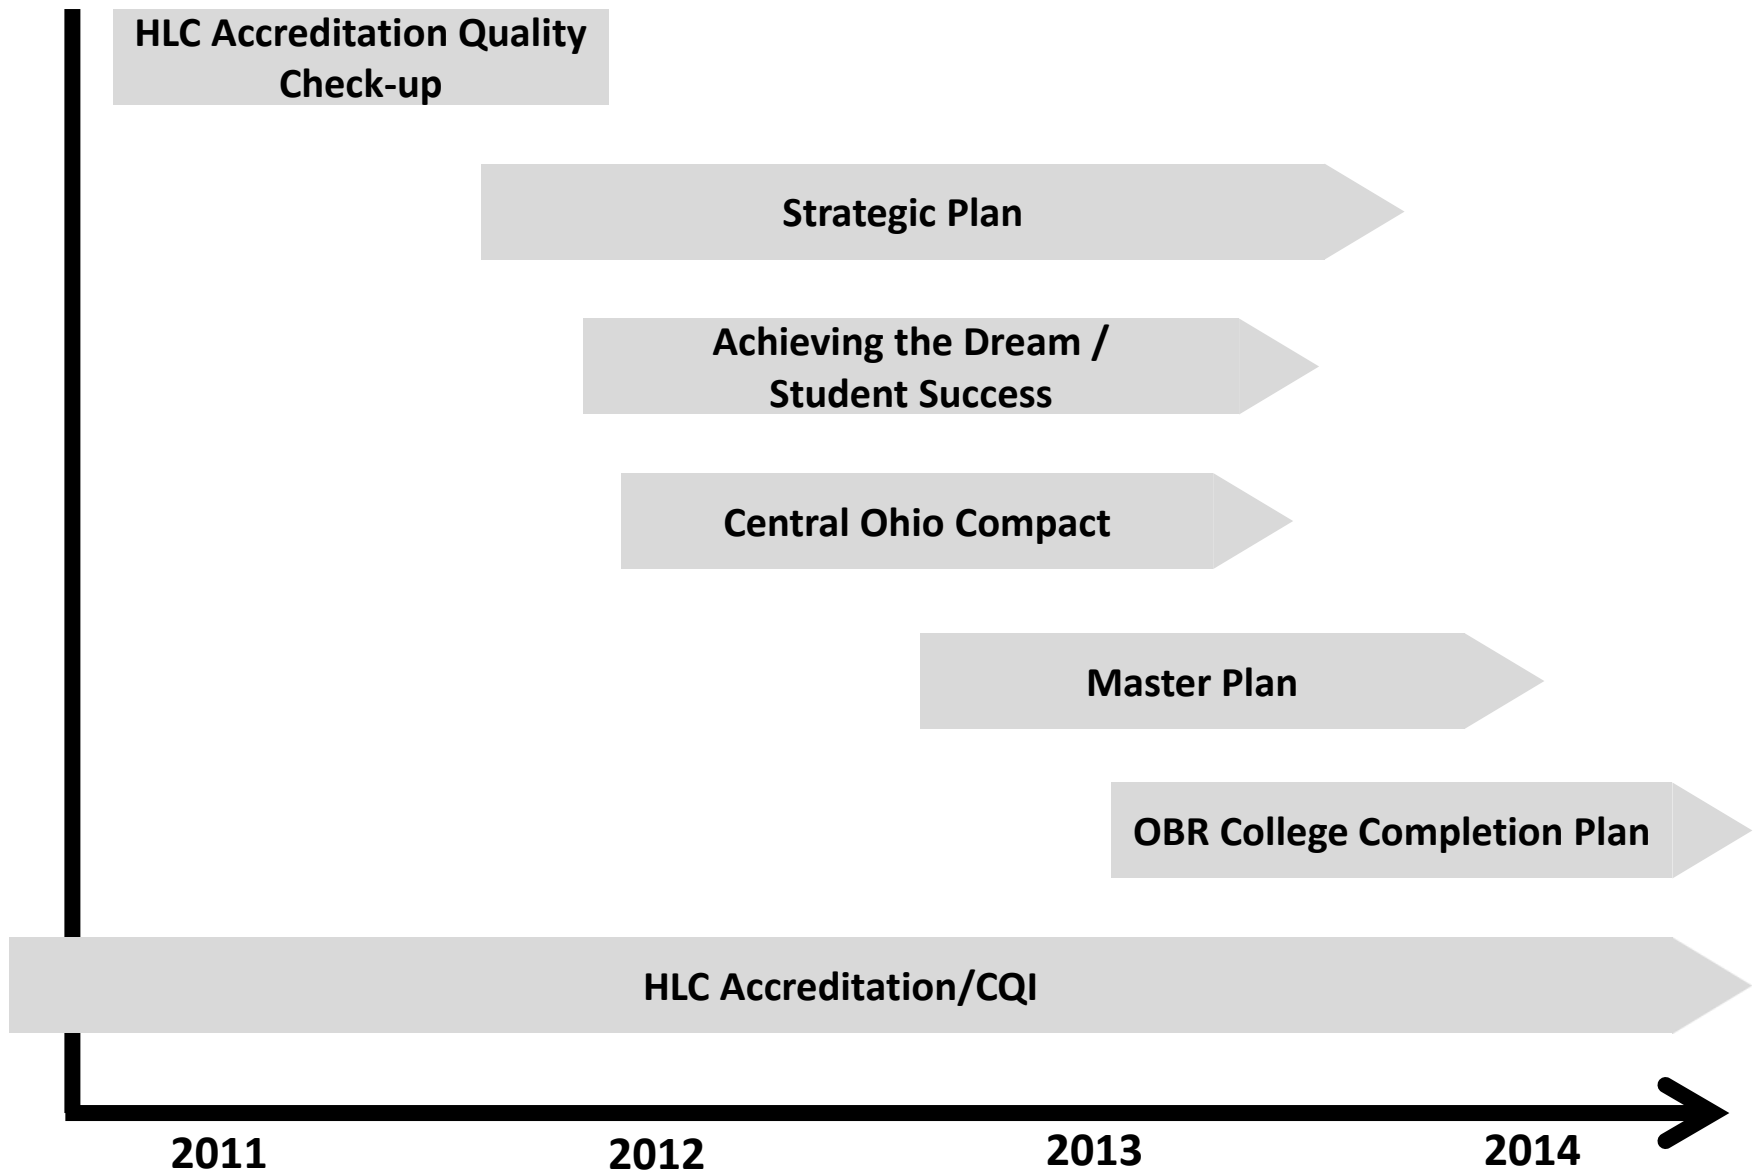 HLC Accreditation Quality
Check-up
Strategic Plan
Achieving the Dream /
Student Success
Central Ohio Compact
Master Plan
OBR College Completion Plan
HLC Accreditation/CQI
2011 2012 2013 2014